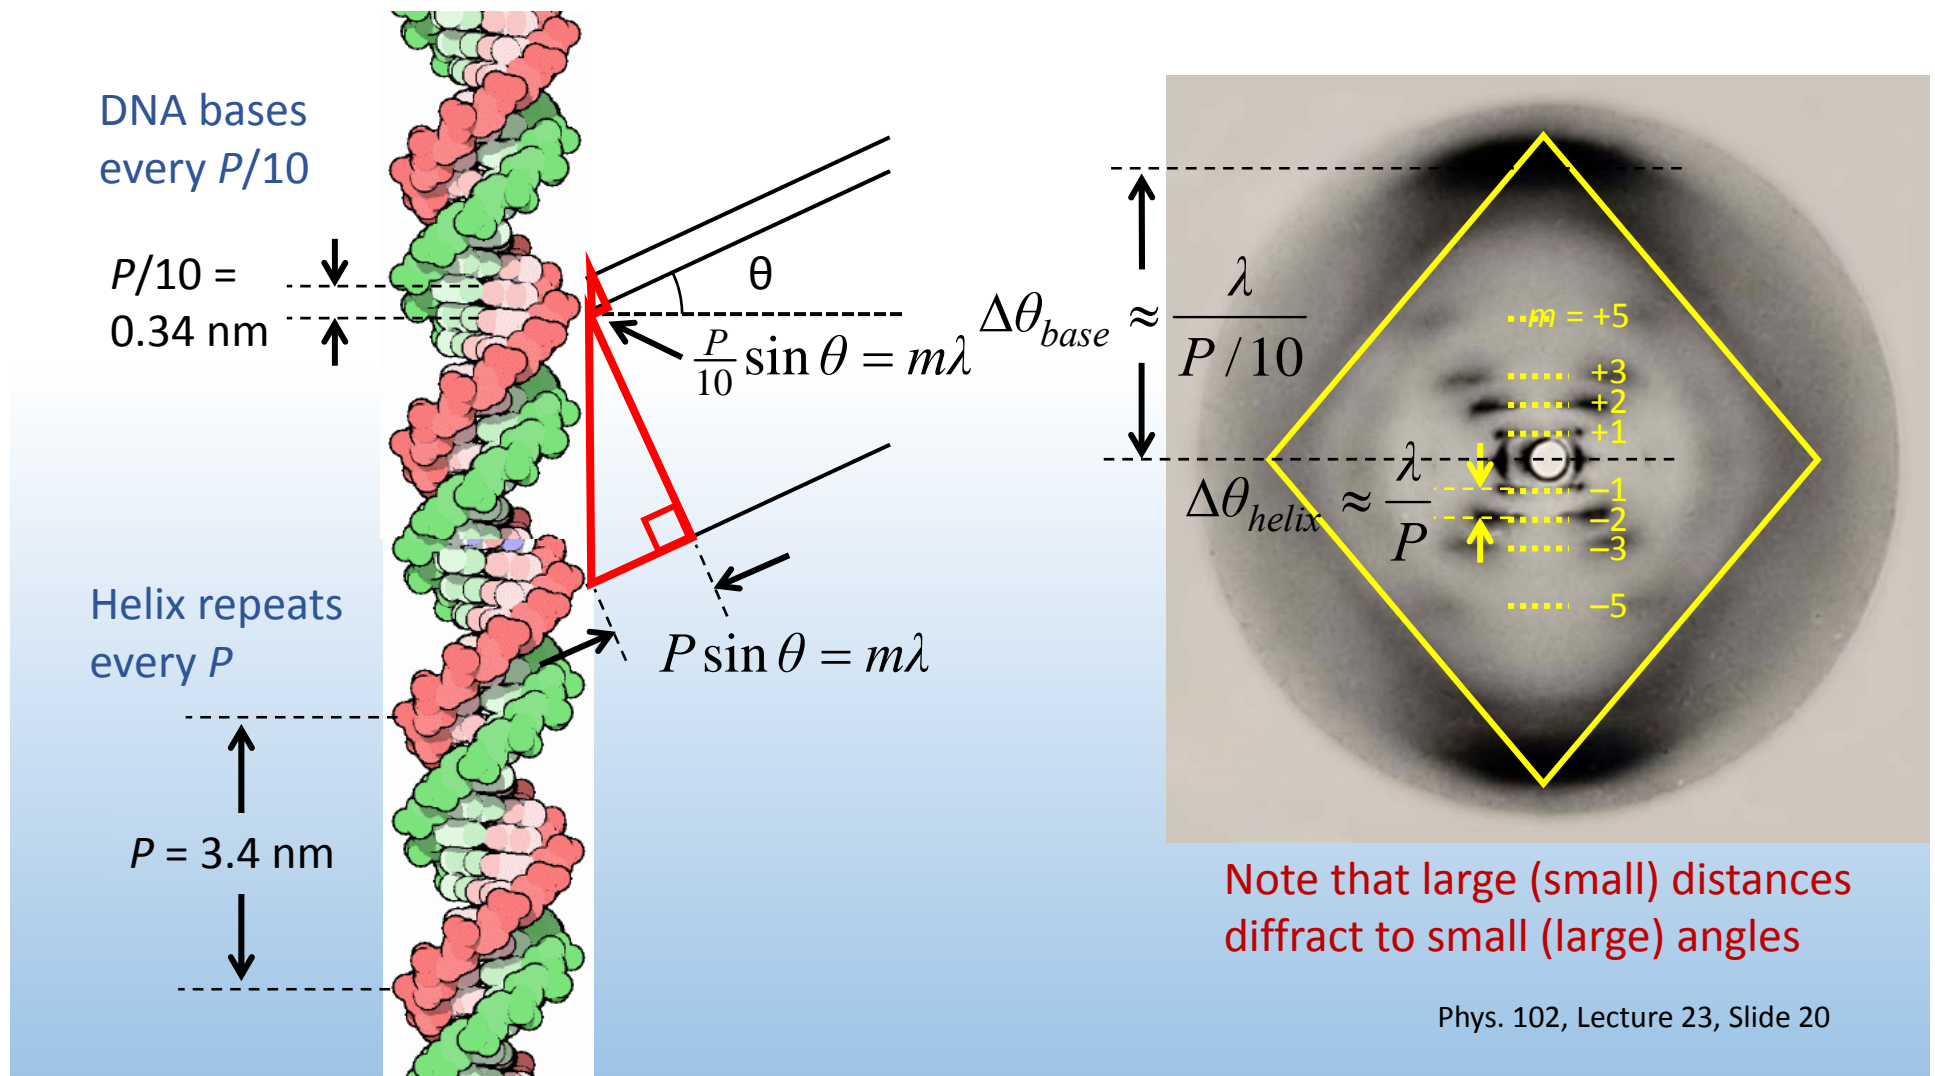 DNA bases
every P/10
P/10 =
0.34 nm
Helix repeats
every P
P = 3.4 nm
θ
P/10 sin θ = mλ
P sin θ = mλ
Δθbase ≈ λ / P/10
Δθhelix ≈ λ / P
m = +5
+3
+2
+1
–1
–2
–3
–5
Note that large (small) distances
diffract to small (large) angles
Phys. 102, Lecture 23, Slide 20